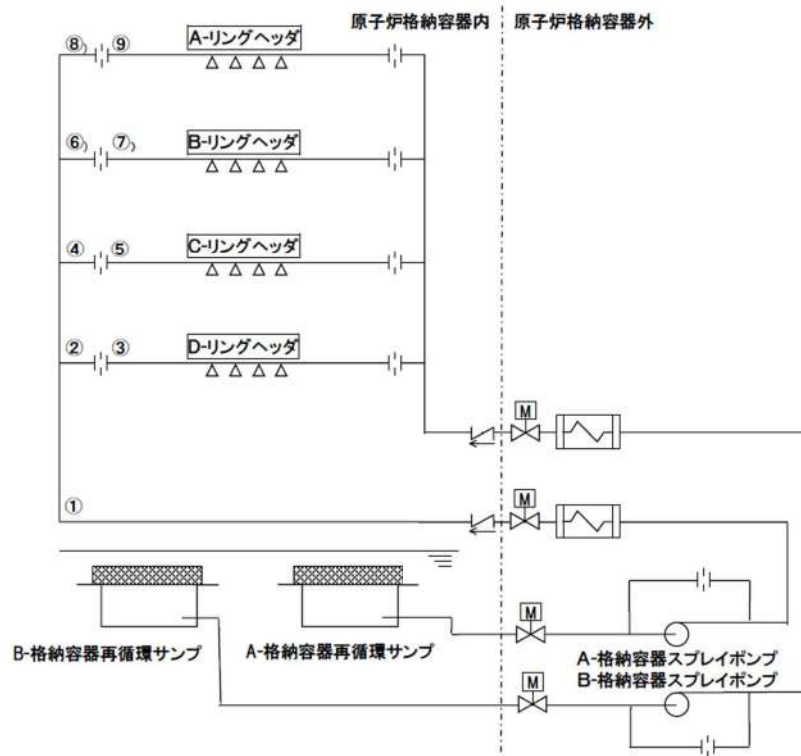 原子炉格納容器内 原子炉格納容器外
⑧) ⑨ A-リングヘッダ
⑥) ⑦) B-リングヘッダ
④ ⑤ C-リングヘッダ
② ③ D-リングヘッダ
M
① M
M
B-格納容器再循環サンプ A-格納容器再循環サンプ A-格納容器スプレイポンプ
M B-格納容器スプレイポンプ